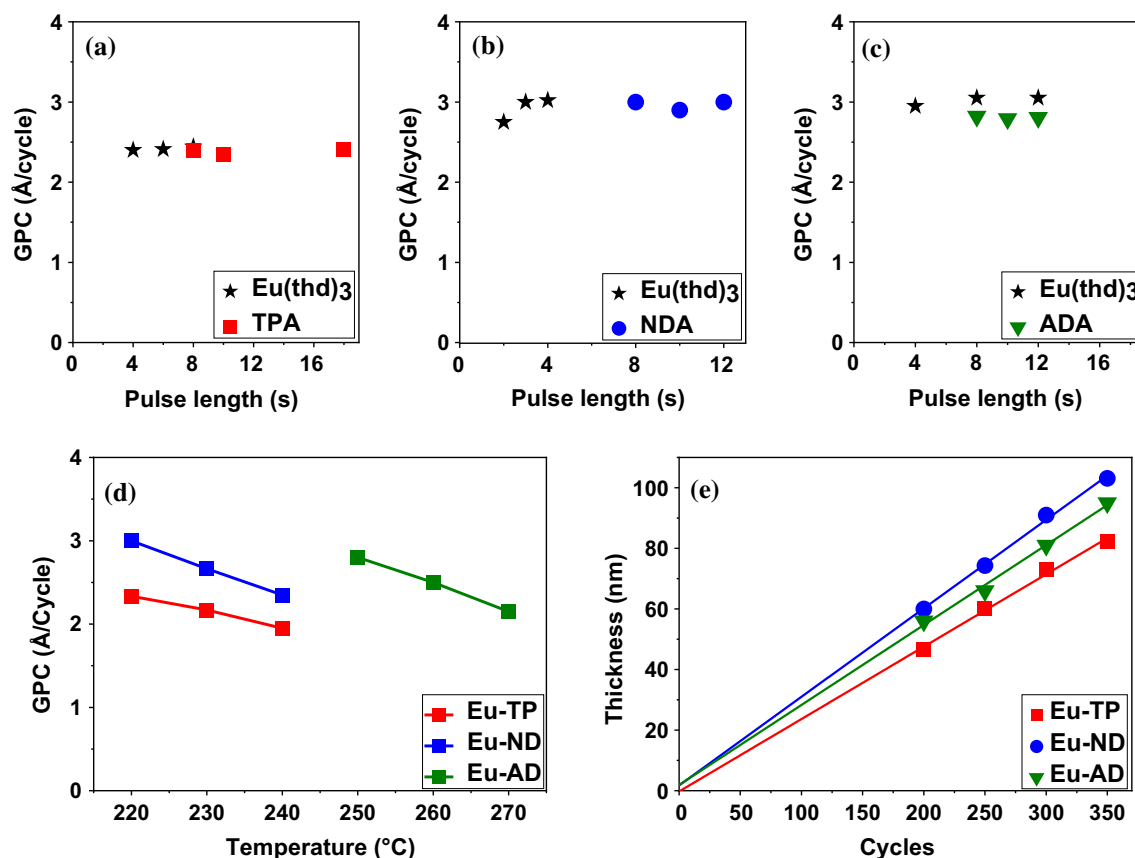 (a)
GPC (Å/cycle)
4
3
2
1
0
0 4 8 12 16
Pulse length (s)
Eu(thd)3
TPA
(b)
GPC (Å/cycle)
4
3
2
1
0
0 4 8 12
Pulse length (s)
Eu(thd)3
NDA
(c)
GPC (Å/cycle)
4
3
2
1
0
0 4 8 12 16
Pulse length (s)
Eu(thd)3
ADA
(d)
GPC (Å/Cycle)
4
3
2
1
0
220 230 240 250 260 270
Temperature (°C)
Eu-TP
Eu-ND
Eu-AD
(e)
Thickness (nm)
100
80
60
40
20
0
0 50 100 150 200 250 300 350
Cycles
Eu-TP
Eu-ND
Eu-AD